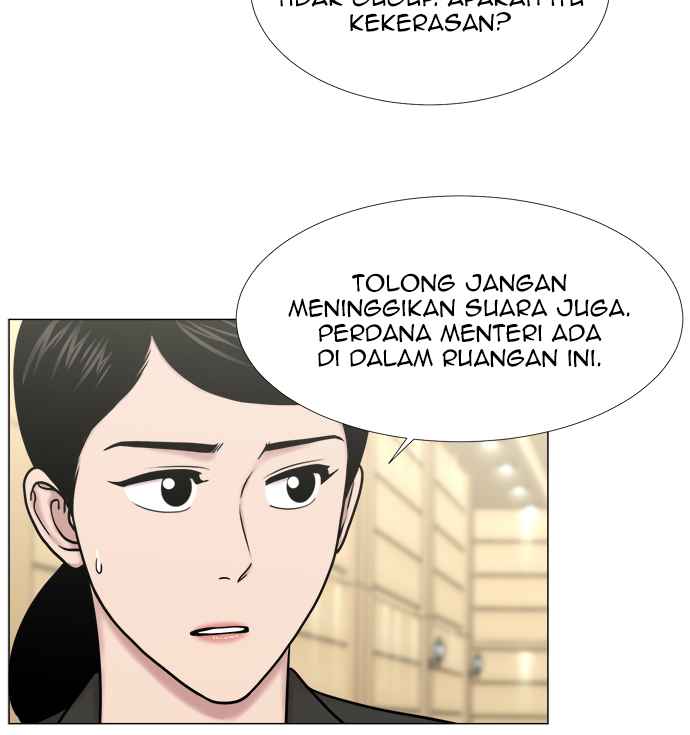 KEKERASAN?
TOLONG JANGAN
MENINGGIKAN SUARA JUGA.
PERDANA MENTERI ADA
DI DALAM RUANGAN INI.